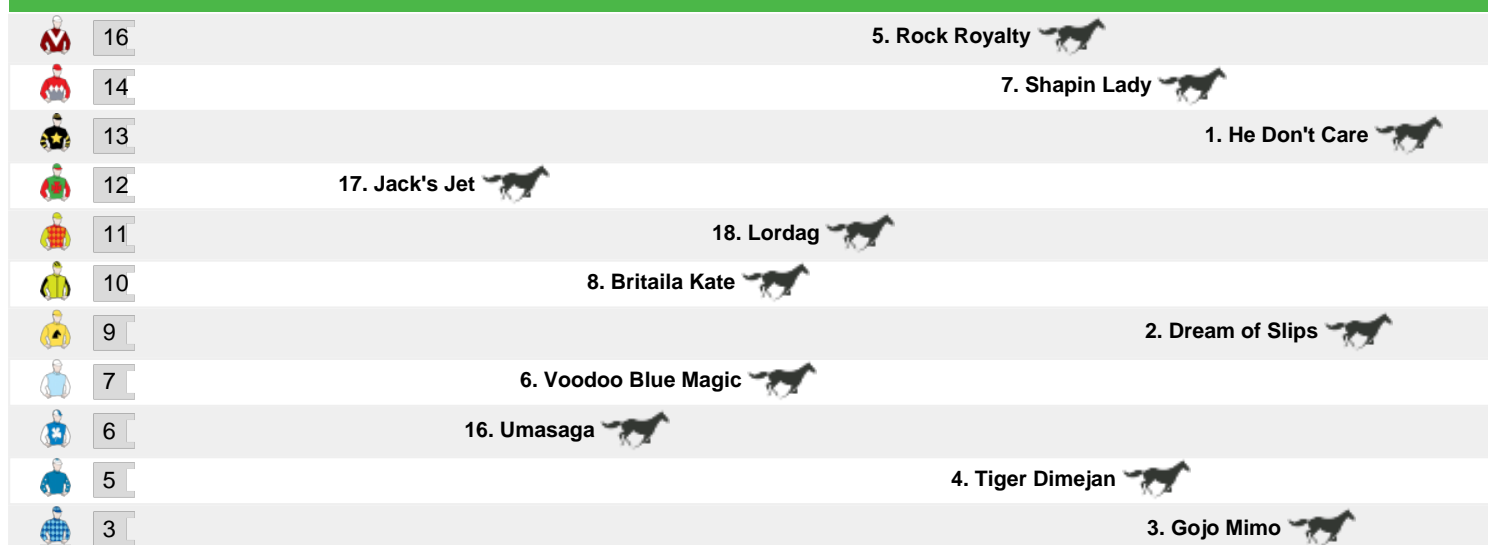 16 5. Rock Royalty
14 7. Shapin Lady
13 1. He Don't Care
12 17. Jack's Jet
11 18. Lordag
10 8. Britaila Kate
9 2. Dream of Slips
7 6. Voodoo Blue Magic
6 16. Umasaga
5 4. Tiger Dimejan
3 3. Gojo Mimo